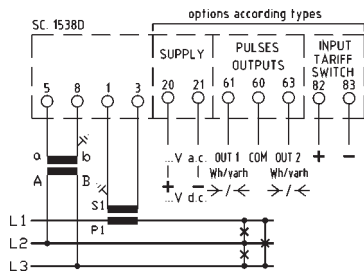 options according types
SC. 1538D
SUPPLY
PULSES OUTPUTS
INPUT TARIFF SWITCH
5 8 1 3 20 21 61 60 63 82 83
a b
...V a.c. OUT 1 COM OUT 2 + -
A B
+ - Wh/varh Wh/varh
...V d.c.
S1
L1 P1
L2
L3